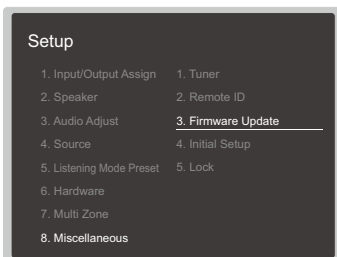 Setup
1. Input/Output Assign
2. Speaker
3. Audio Adjust
4. Source
5. Listening Mode Preset
6. Hardware
7. Multi Zone
8. Miscellaneous
1. Tuner
2. Remote ID
3. Firmware Update
4. Initial Setup
5. Lock